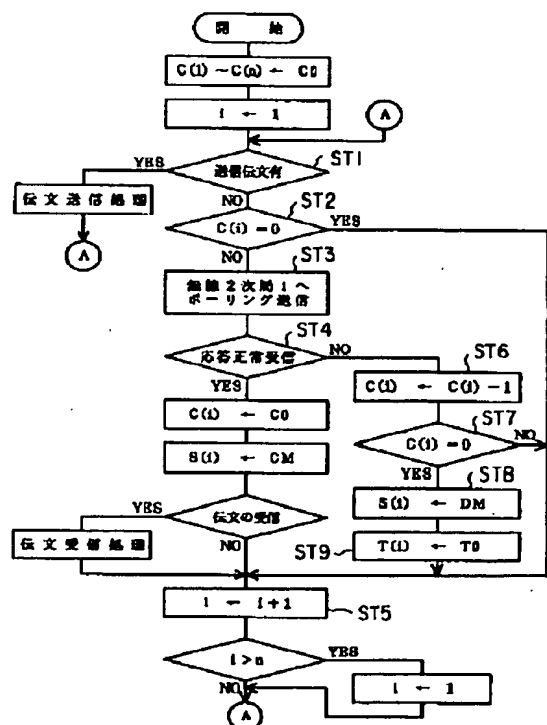 開 始
C(1)~C(n) ← C0
i ← 1
A
ST1
YES
送信伝文有
伝文送信処理
NO
ST2
C(i)=0
YES
A
NO
ST3
無線2次局iへ
ポーリング送信
ST4
応答正常受信
NO
YES
ST6
C(i) ← C(i)-1
C(i) ← C0
ST7
C(i)=0
NO
S(i) ← CM
YES
ST8
S(i) ← DM
YES
伝文の受信
伝文受信処理
NO
ST9
T(i) ← T0
i ← i+1
ST5
i>n
YES
NO
i ← 1
A